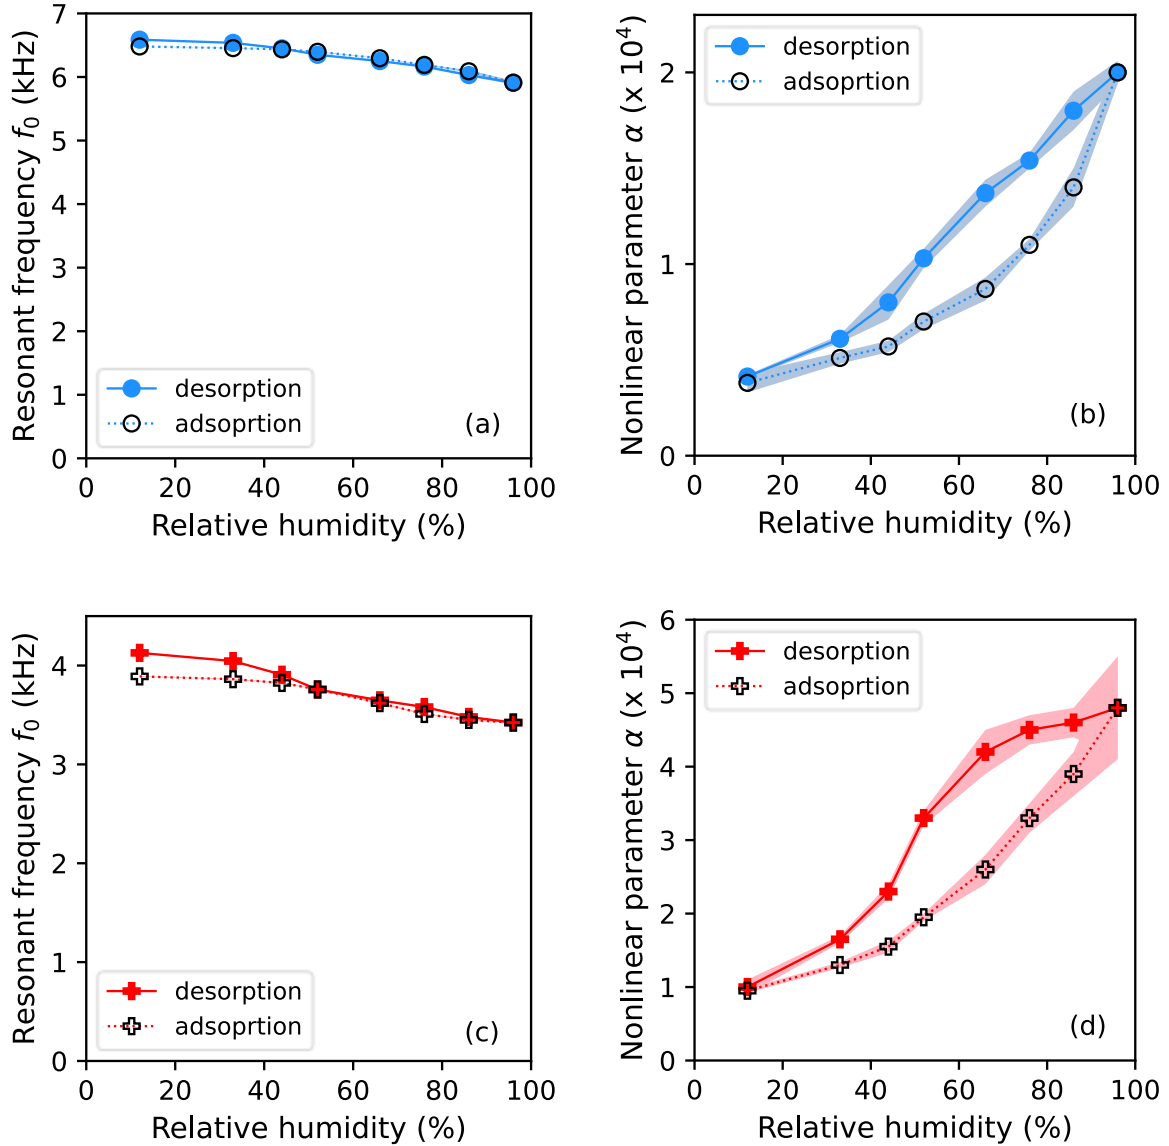 Resonant frequency f0 (kHz)
7
6
5
4
3
2
1
0
desorption
adsoprtion
(a)
0 20 40 60 80 100
Relative humidity (%)
Nonlinear parameter α (x 10^4)
2
1
0
desorption
adsoprtion
(b)
0 20 40 60 80 100
Relative humidity (%)
Resonant frequency f0 (kHz)
4
3
2
1
0
desorption
adsoprtion
(c)
0 20 40 60 80 100
Relative humidity (%)
Nonlinear parameter α (x 10^4)
6
5
4
3
2
1
0
desorption
adsoprtion
(d)
0 20 40 60 80 100
Relative humidity (%)